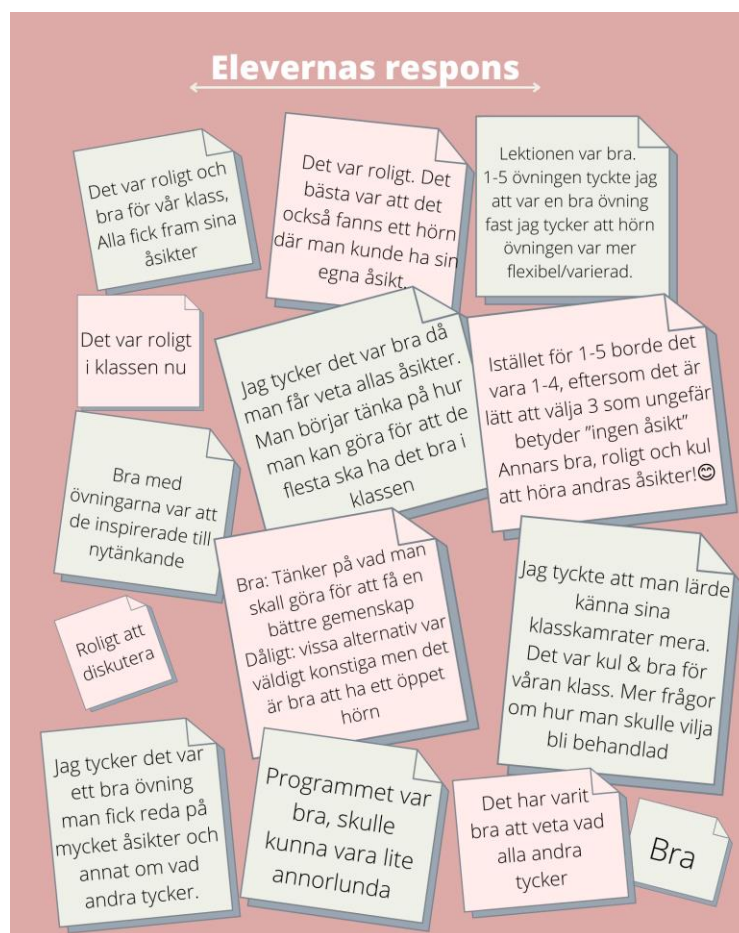 Elevernas respons
Det var roligt och
bra för vår klass,
Alla fick fram sina
åsikter
Det var roligt. Det
bästa var att det
också fanns ett hörn
där man kunde ha sin
egna åsikt.
Lektionen var bra.
1-5 övningen tyckte jag
att var en bra övning
fast jag tycker att hörn
övningen var mer
flexibel/varierad.
Det var roligt
i klassen nu
Jag tycker det var bra då
man får veta allas åsikter.
Man börjar tänka på hur
man kan göra för att de
flesta ska ha det bra i
klassen
Istället för 1-5 borde det
vara 1-4, eftersom det är
lätt att välja 3 som ungefär
betyder ”ingen åsikt”
Annars bra, roligt och kul
att höra andras åsikter!😊
Bra med
övningarna var att
de inspirerade till
nytänkande
Bra: Tänker på vad man
skall göra för att få en
bättre gemenskap
Dåligt: vissa alternativ var
väldigt konstiga men det
är bra att ha ett öppet
hörn
Jag tyckte att man lärde
känna sina
klasskamrater mera.
Det var kul & bra för
våran klass. Mer frågor
om hur man skulle vilja
bli behandlad
Roligt att
diskutera
Jag tycker det var
ett bra övning
man fick reda på
mycket åsikter och
annat om vad
andra tycker.
Programmet var
bra, skulle
kunna vara lite
annorlunda
Det har varit
bra att veta vad
alla andra
tycker
Bra